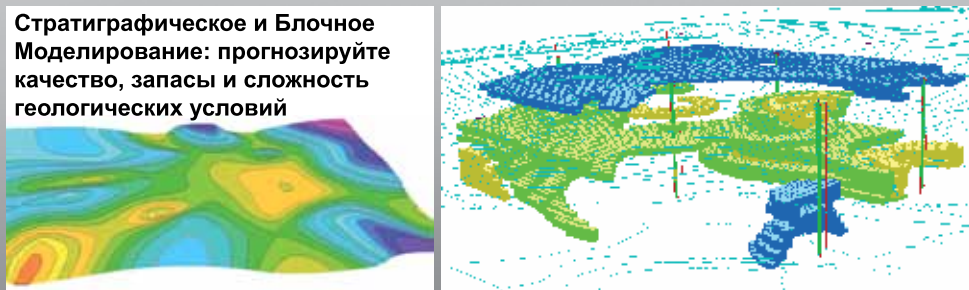 Стратиграфическое и Блочное
Моделирование: прогнозируйте
качество, запасы и сложность
геологических условий